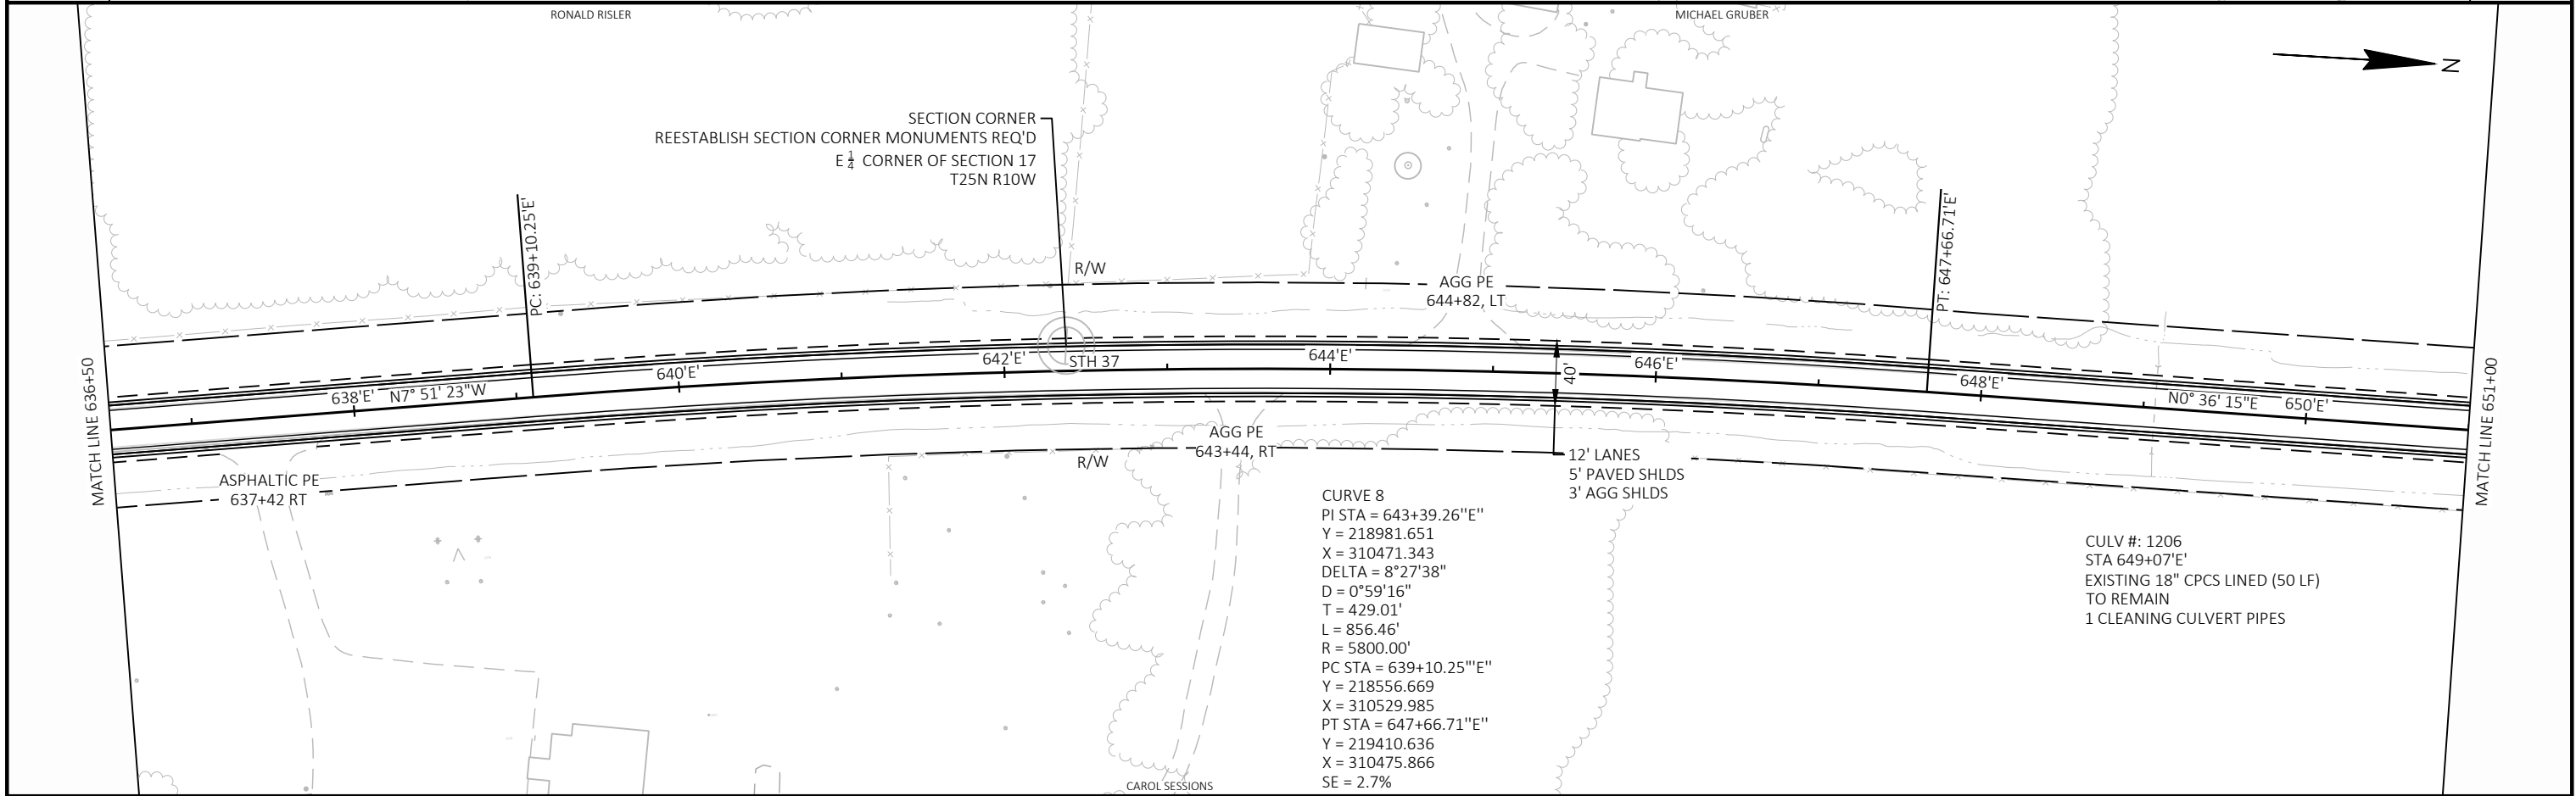 RONALD RISLER
MICHAEL GRUBER
N
SECTION CORNER
REESTABLISH SECTION CORNER MONUMENTS REQ'D
E 1/4 CORNER OF SECTION 17
T25N R10W
PC: 639+10.25'E'
PT: 647+66.71'E'
R/W
AGG PE
644+82, LT
MATCH LINE 636+50
638'E'
N7° 51' 23"W
640'E'
642'E'
STH 37
644'E'
40'
646'E'
648'E'
N0° 36' 15"E
650'E'
MATCH LINE 651+00
ASPHALTIC PE
637+42 RT
R/W
AGG PE
643+44, RT
12' LANES
5' PAVED SHLDS
3' AGG SHLDS
CURVE 8
PI STA = 643+39.26"E"
Y = 218981.651
X = 310471.343
DELTA = 8°27'38"
D = 0°59'16"
T = 429.01'
L = 856.46'
R = 5800.00'
PC STA = 639+10.25"'E"
Y = 218556.669
X = 310529.985
PT STA = 647+66.71"E"
Y = 219410.636
X = 310475.866
SE = 2.7%
CULV #: 1206
STA 649+07'E'
EXISTING 18" CPCS LINED (50 LF)
TO REMAIN
1 CLEANING CULVERT PIPES
CAROL SESSIONS